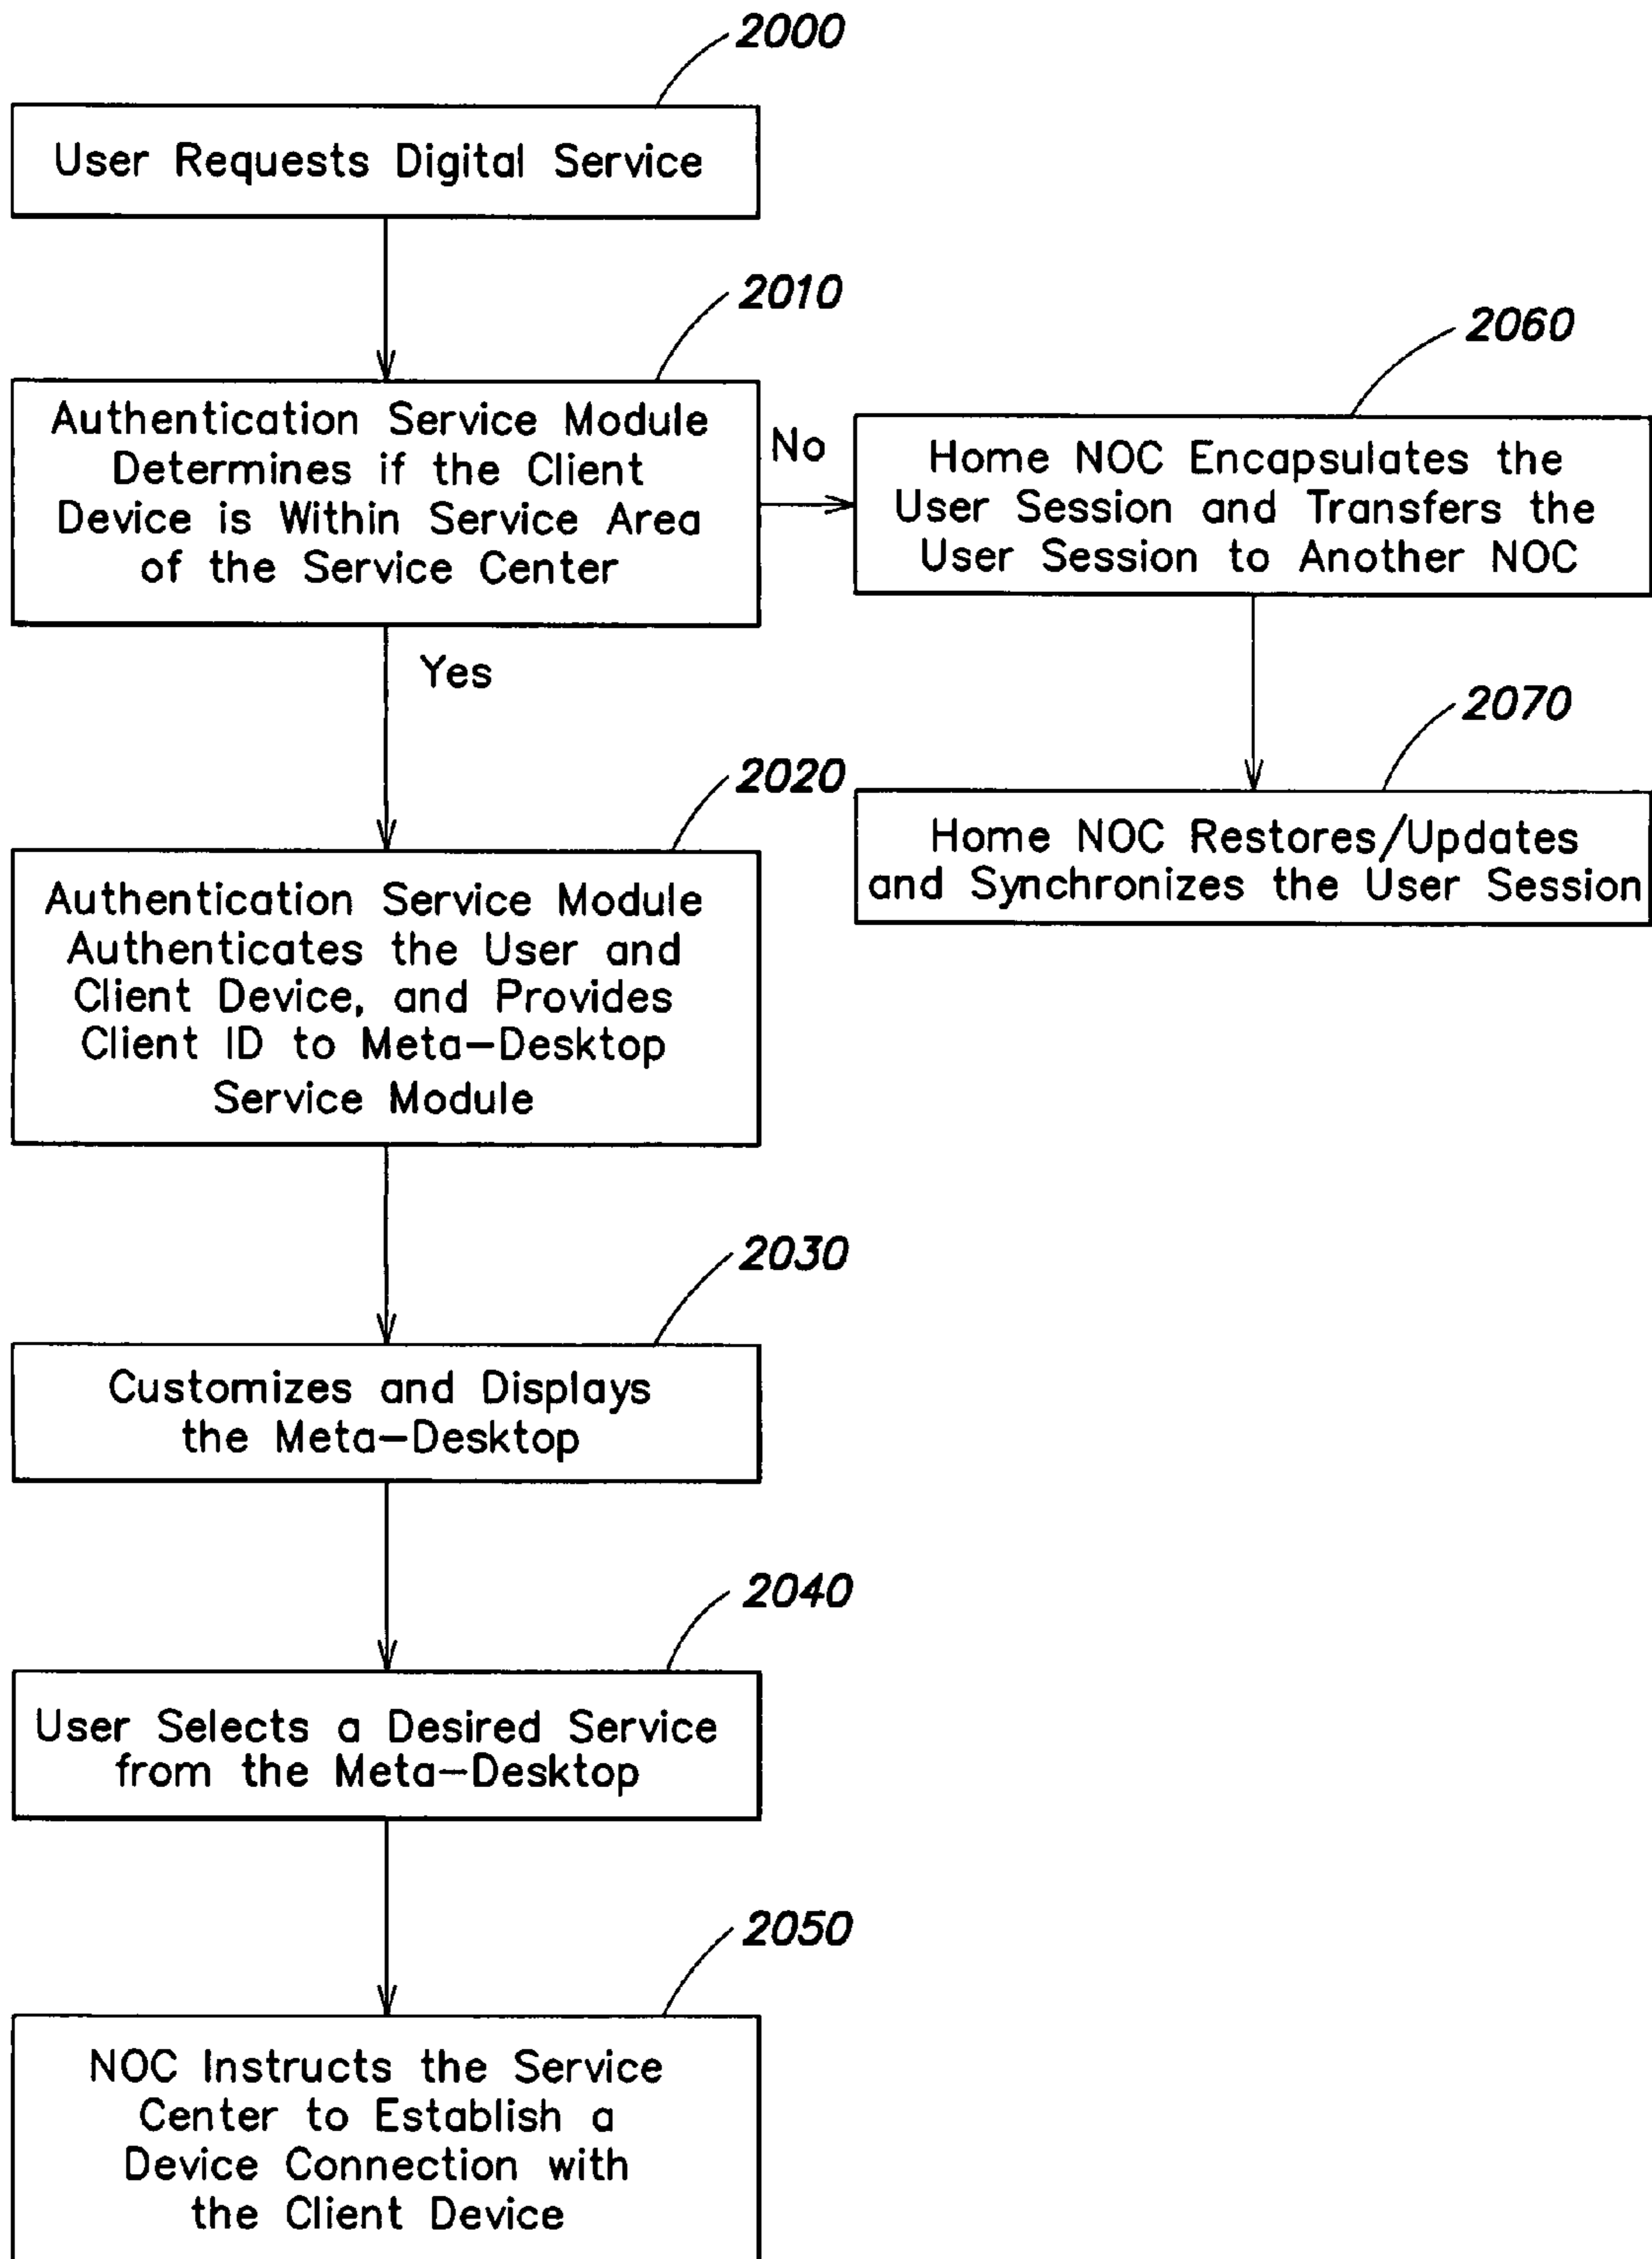 2000
User Requests Digital Service
2010
Authentication Service Module
Determines if the Client
Device is Within Service Area
of the Service Center
No
2060
Home NOC Encapsulates the
User Session and Transfers the
User Session to Another NOC
Yes
2070
Home NOC Restores/Updates
and Synchronizes the User Session
2020
Authentication Service Module
Authenticates the User and
Client Device, and Provides
Client ID to Meta-Desktop
Service Module
2030
Customizes and Displays
the Meta-Desktop
2040
User Selects a Desired Service
from the Meta-Desktop
2050
NOC Instructs the Service
Center to Establish a
Device Connection with
the Client Device